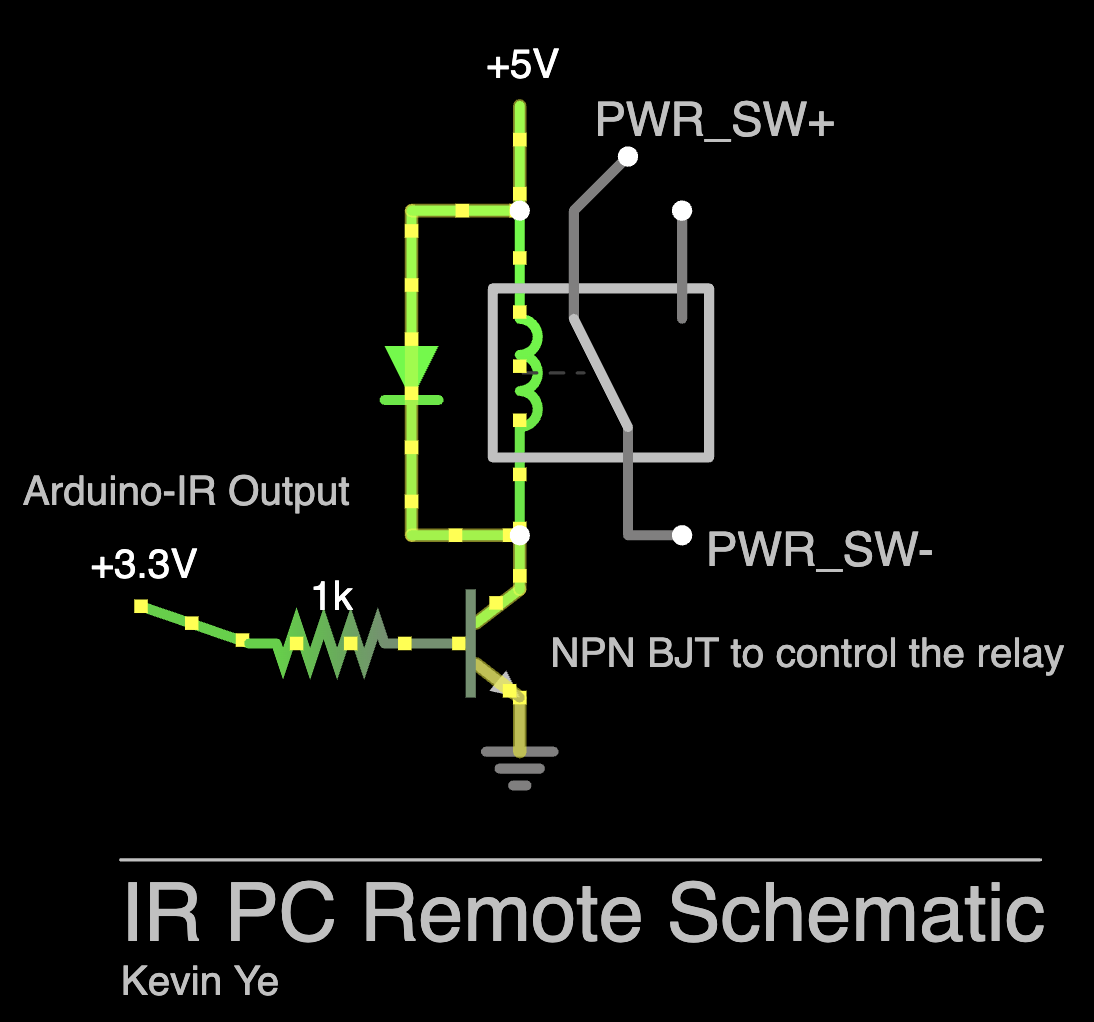 +5V
PWR_SW+
Arduino-IR Output
+3.3V
1k
PWR_SW-
NPN BJT to control the relay
IR PC Remote Schematic
Kevin Ye